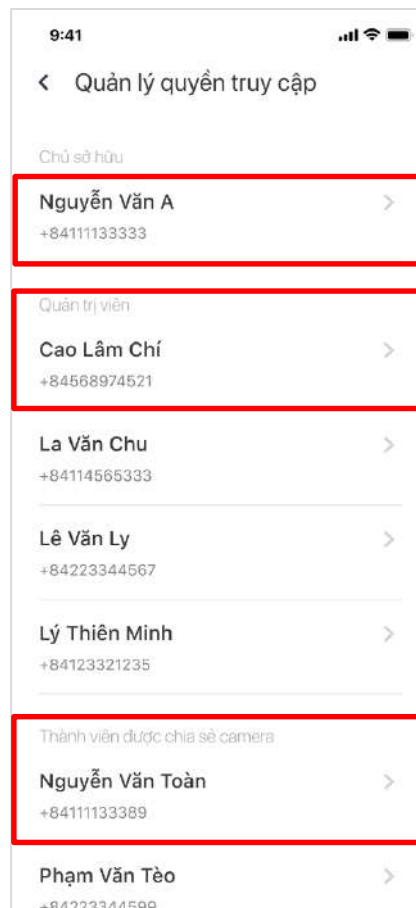 9:41
Quản lý quyền truy cập
Chủ sở hữu
Nguyễn Văn A
+84111133333
Quản trị viên
Cao Lâm Chí
+84568974521
La Văn Chu
+84114565333
Lê Văn Ly
+84223344567
Lý Thiên Minh
+84123321235
Thành viên được chia sẻ camera
Nguyễn Văn Toàn
+84111133389
Phạm Văn Tèo
+84223344599